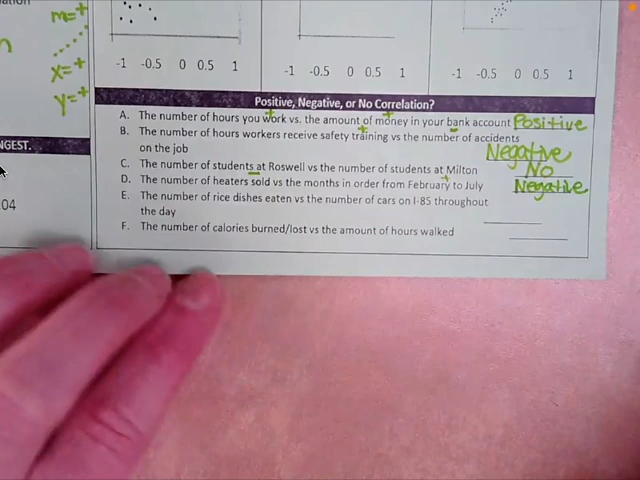 m=+
x=+
y=+
NGEST.
04
-1 -0.5 0 0.5 1
-1 -0.5 0 0.5 1
-1 -0.5 0 0.5 1
Positive, Negative, or No Correlation?
A. The number of hours you work vs. the amount of money in your bank account Positive
B. The number of hours workers receive safety training vs the number of accidents
on the job Negative
C. The number of students at Roswell vs the number of students at Milton No
D. The number of heaters sold vs the months in order from February to July Negative
E. The number of rice dishes eaten vs the number of cars on I-85 throughout
the day
F. The number of calories burned/lost vs the amount of hours walked